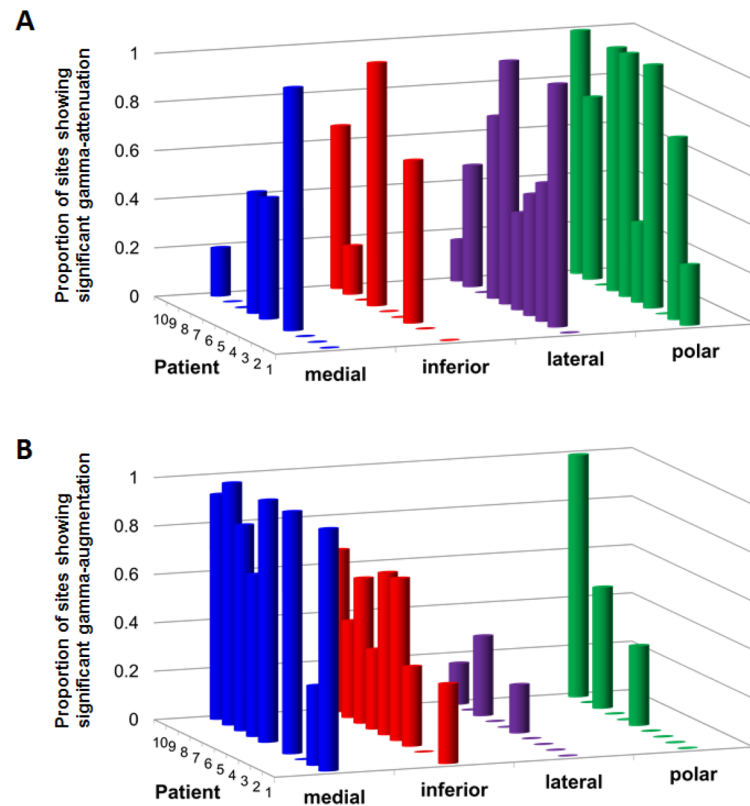 A
Proportion of sites showing
significant gamma-attenuation
1
0.8
0.6
0.4
0.2
0
10 9 8 7 6 5 4 3 2 1
Patient
medial inferior lateral polar
B
Proportion of sites showing
significant gamma-augmentation
1
0.8
0.6
0.4
0.2
0
10 9 8 7 6 5 4 3 2 1
Patient
medial inferior lateral polar